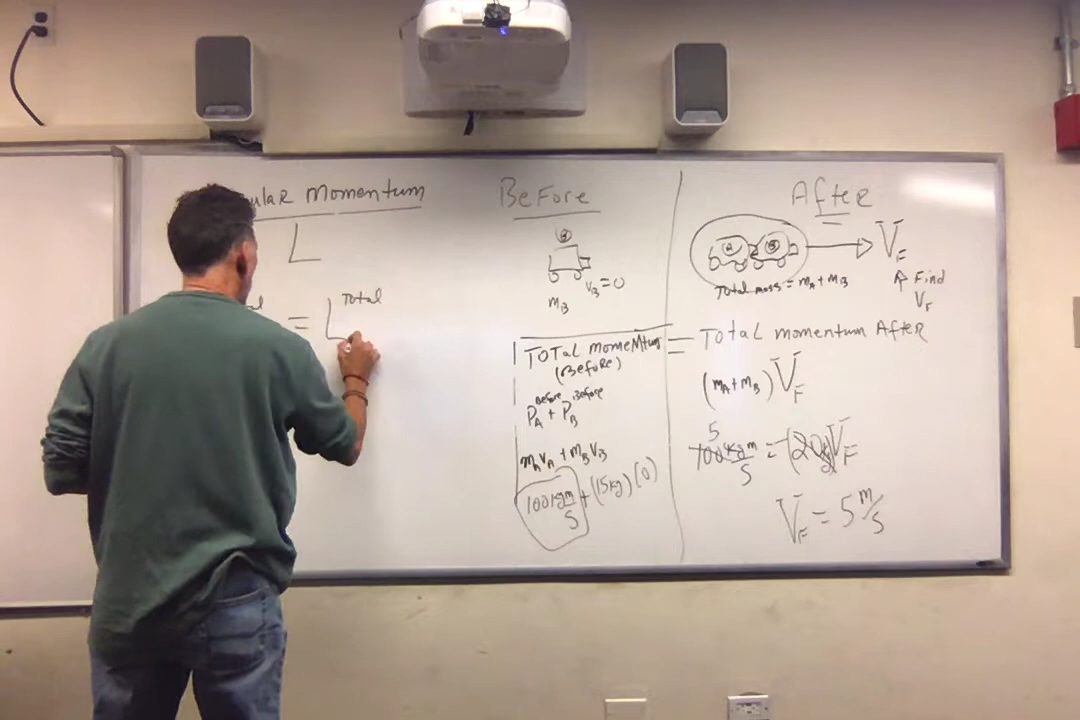 ular Momentum
L
al = L Total
Before
B
V_B = 0
m_B
Total momentum
(Before)
P_A^Before + P_B^Before
m_A v_A + m_B v_B
100 kg m/s + (15kg)(0)
After
A B
V_F
Total mass = m_A + m_B
↑ Find
V_F
= Total momentum After
(m_A + m_B) V_F
5
100 kg m/s = (20kg) V_F
V_F = 5 m/s